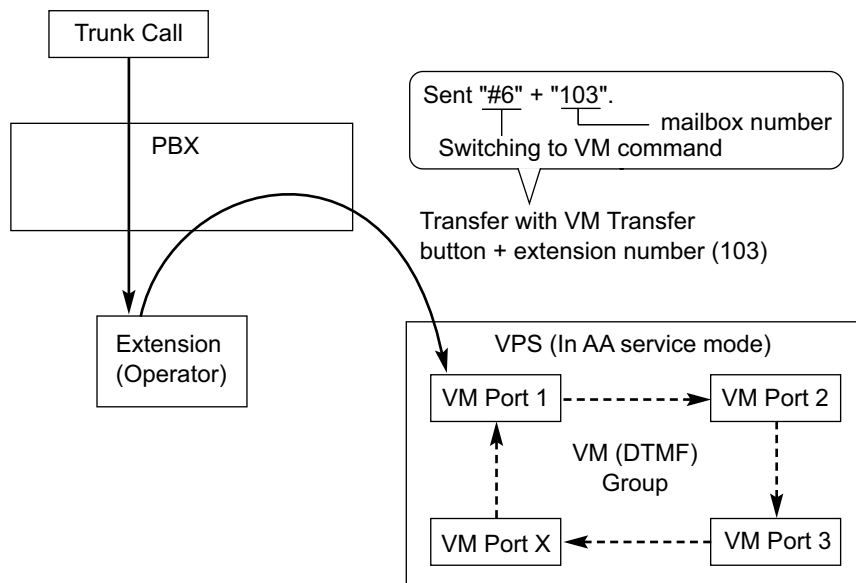 Trunk Call
PBX
Sent "#6" + "103".
mailbox number
Switching to VM command
Transfer with VM Transfer
button + extension number (103)
Extension
(Operator)
VPS (In AA service mode)
VM Port 1
VM Port 2
VM (DTMF)
Group
VM Port X
VM Port 3